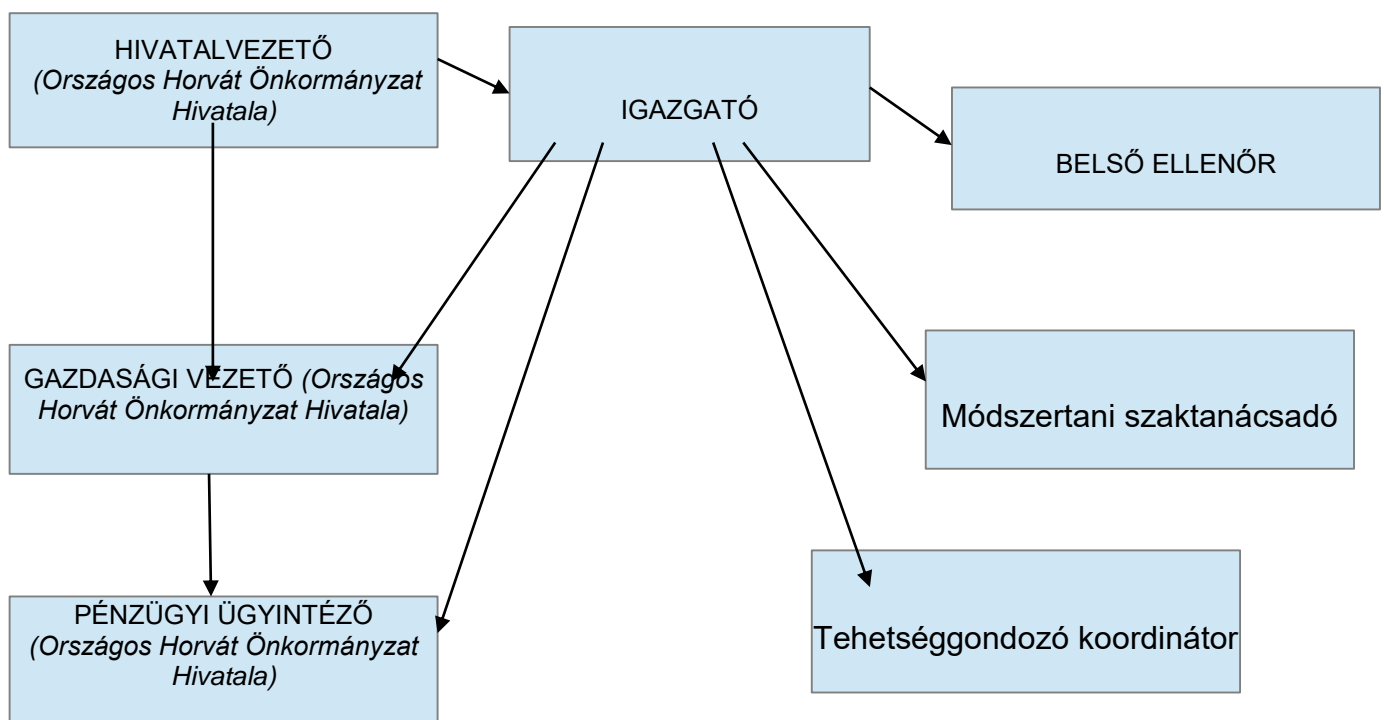 HIVATALVEZETŐ
(Országos Horvát Önkormányzat
Hivatala)
IGAZGATÓ
BELSŐ ELLENŐR
GAZDASÁGI VEZETŐ (Országos
Horvát Önkormányzat Hivatala)
Módszertani szaktanácsadó
PÉNZÜGYI ÜGYINTÉZŐ
(Országos Horvát Önkormányzat
Hivatala)
Tehetséggondozó koordinátor